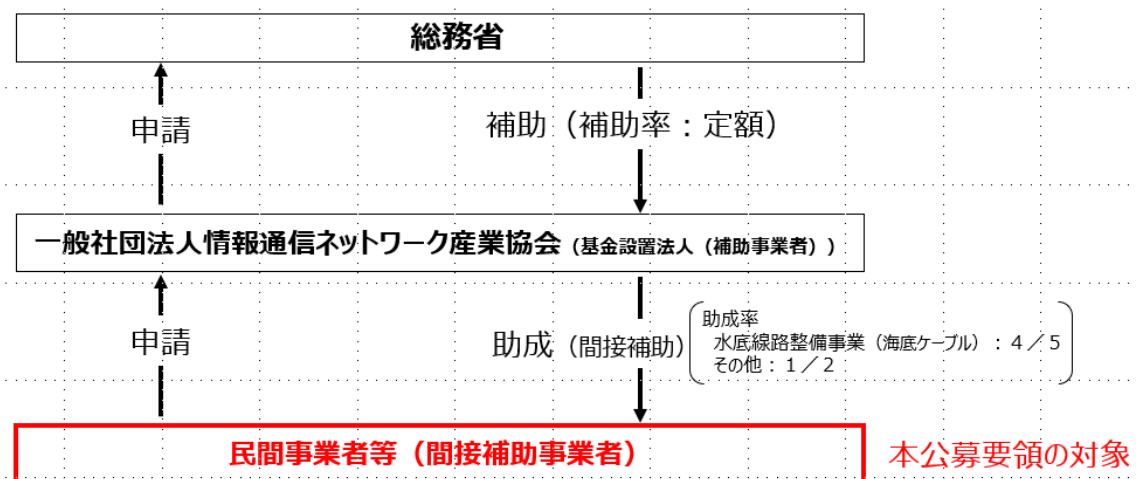 総務省
申請
補助（補助率：定額）
一般社団法人情報通信ネットワーク産業協会（基金設置法人（補助事業者））
申請
助成（間接補助）
助成率
水底線路整備事業（海底ケーブル）：４／５
その他：１／２
民間事業者等（間接補助事業者）
本公募要領の対象